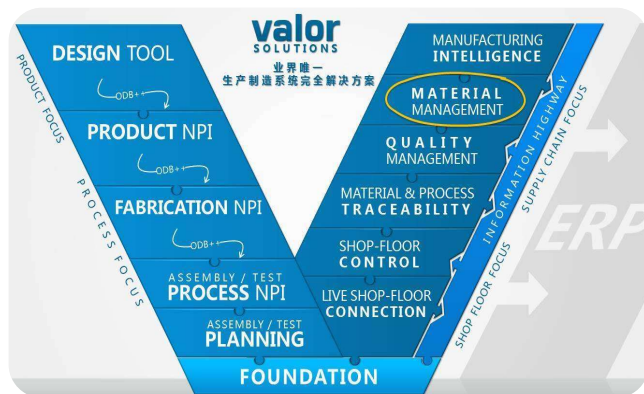 valor
SOLUTIONS
业界唯一
生产制造系统完全解决方案
PRODUCT FOCUS
PROCESS FOCUS
DESIGN TOOL
ODB++
PRODUCT NPI
ODB++
FABRICATION NPI
ODB++
ASSEMBLY / TEST
PROCESS NPI
ASSEMBLY / TEST
PLANNING
FOUNDATION
MANUFACTURING
INTELLIGENCE
MATERIAL
MANAGEMENT
QUALITY
MANAGEMENT
MATERIAL & PROCESS
TRACEABILITY
SHOP-FLOOR
CONTROL
LIVE SHOP-FLOOR
CONNECTION
INFORMATION HIGHWAY
SUPPLY CHAIN FOCUS
SHOP FLOOR FOCUS
ERP